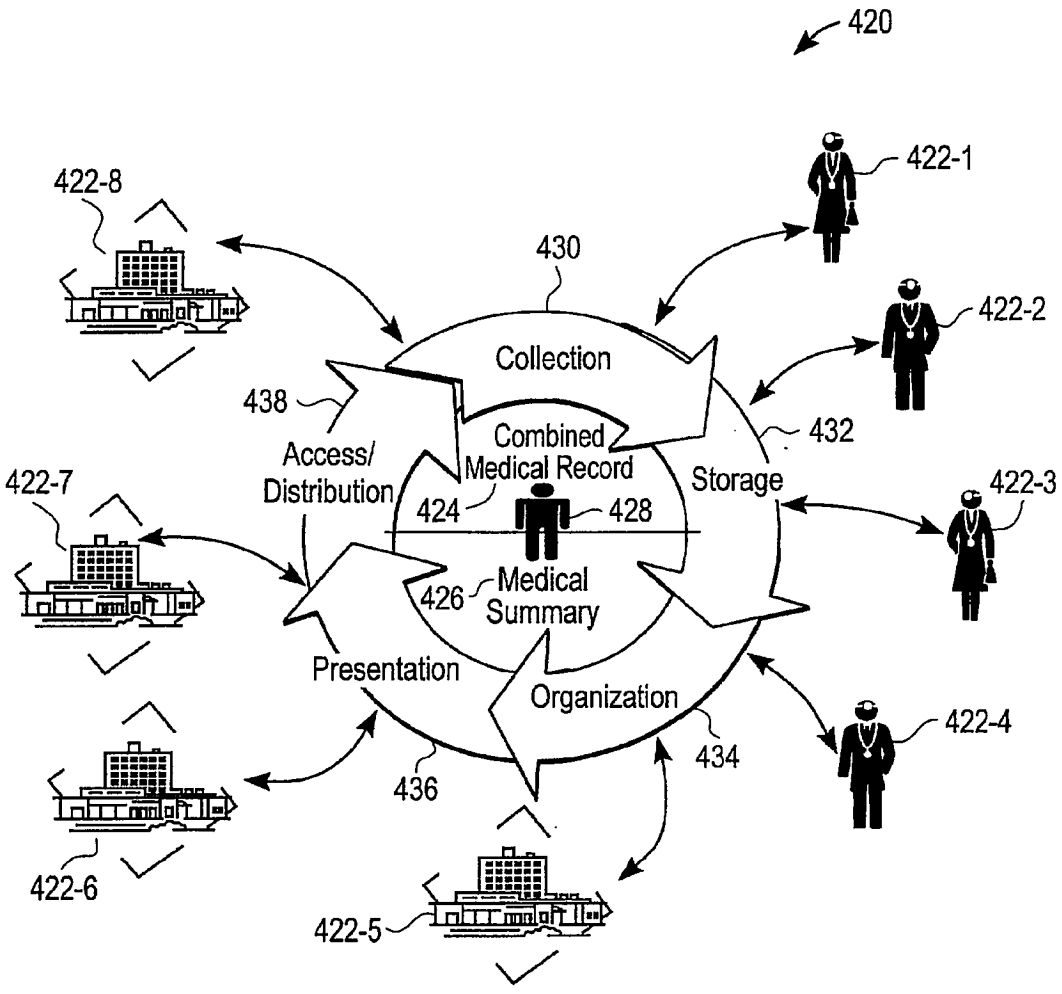 420
422-1
422-8
430
422-2
Collection
438
432
Combined
Medical Record
Access/
Distribution
Storage
422-7
424
428
422-3
426
Medical
Summary
Presentation
Organization
422-4
434
436
422-6
422-5